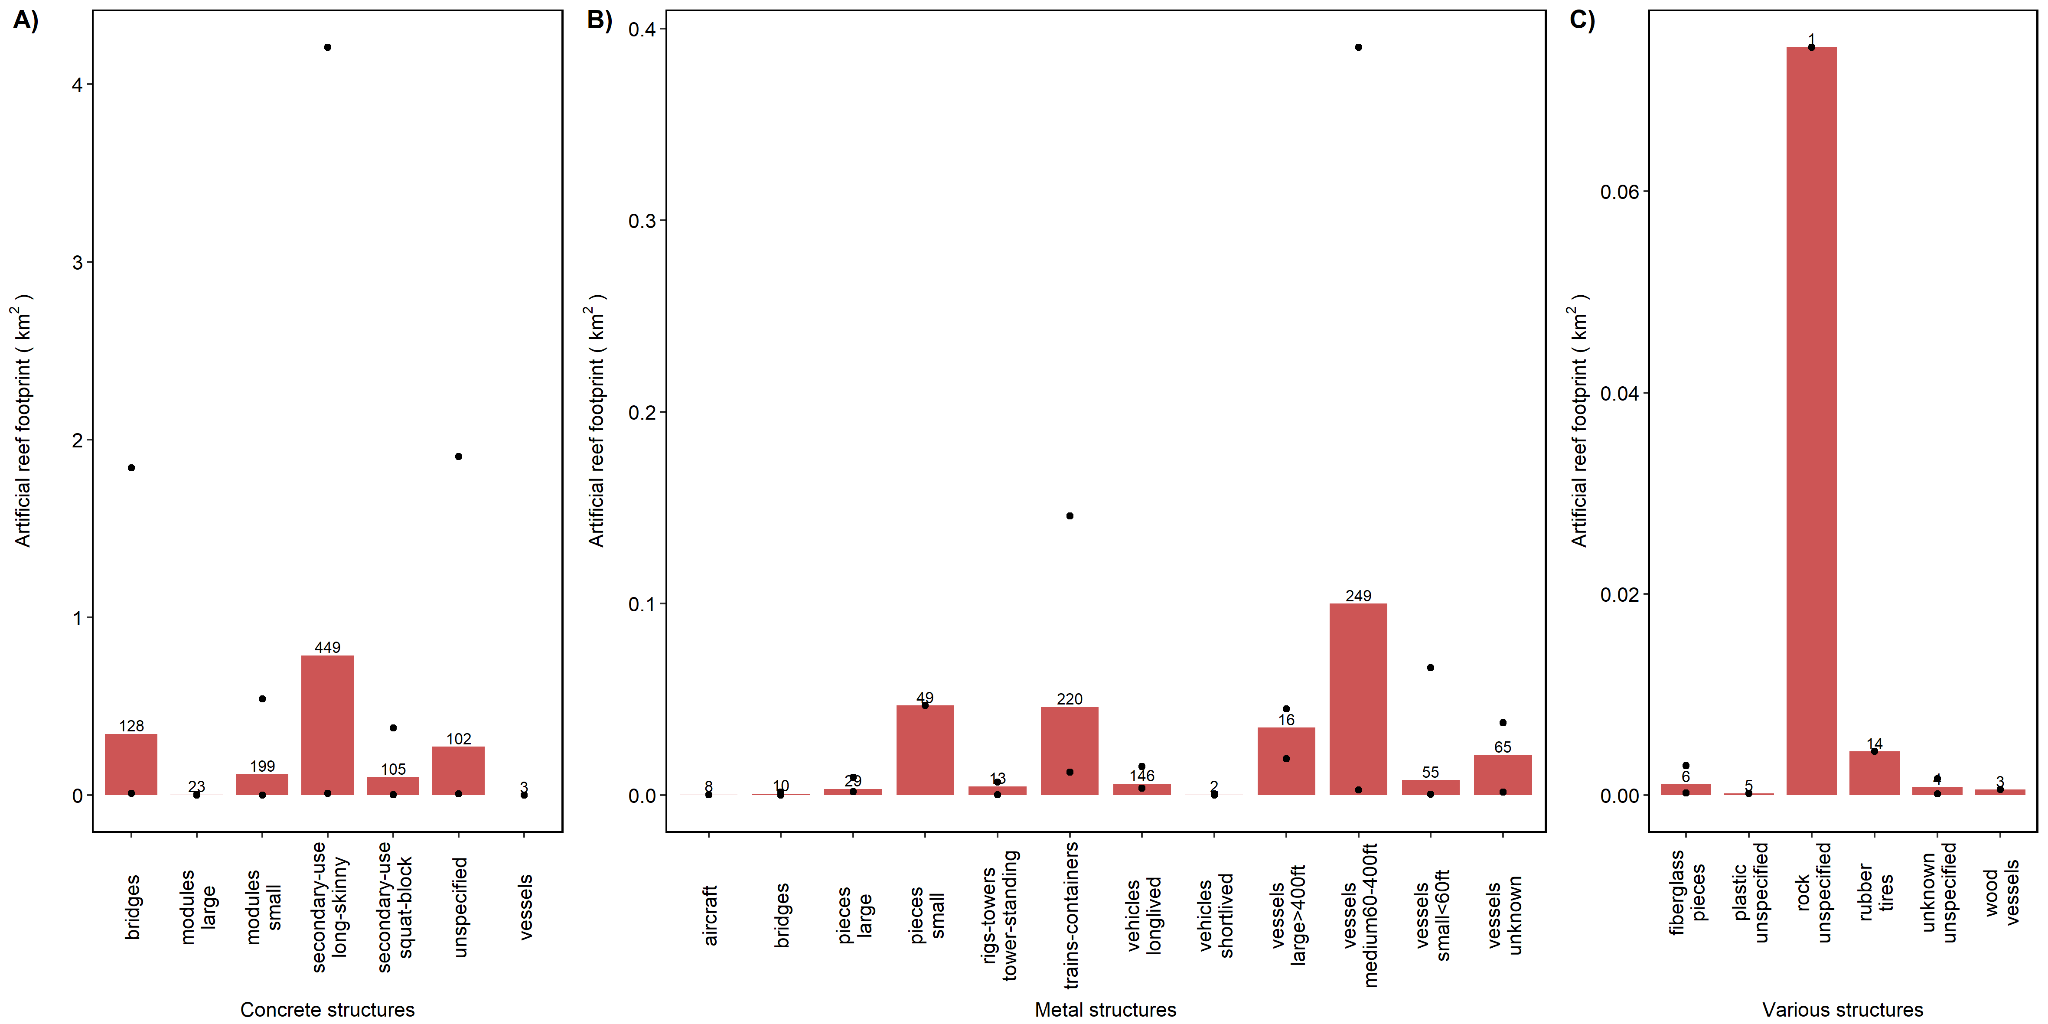 A)
Artificial reef footprint ( km2 )
4
3
2
1
0
128
23
199
449
105
102
3
bridges
modules
large
modules
small
secondary-use
long-skinny
secondary-use
squat-block
unspecified
vessels
Concrete structures
B)
Artificial reef footprint ( km2 )
0.4
0.3
0.2
0.1
0.0
8
10
29
49
13
220
146
2
16
249
55
65
aircraft
bridges
pieces
large
pieces
small
rigs-towers
tower-standing
trains-containers
vehicles
longlived
vehicles
shortlived
vessels
large>400ft
vessels
medium60-400ft
vessels
small<60ft
vessels
unknown
Metal structures
C)
Artificial reef footprint ( km2 )
0.06
0.04
0.02
0.00
6
5
1
14
4
3
fiberglass
pieces
plastic
unspecified
rock
unspecified
rubber
tires
unknown
unspecified
wood
vessels
Various structures